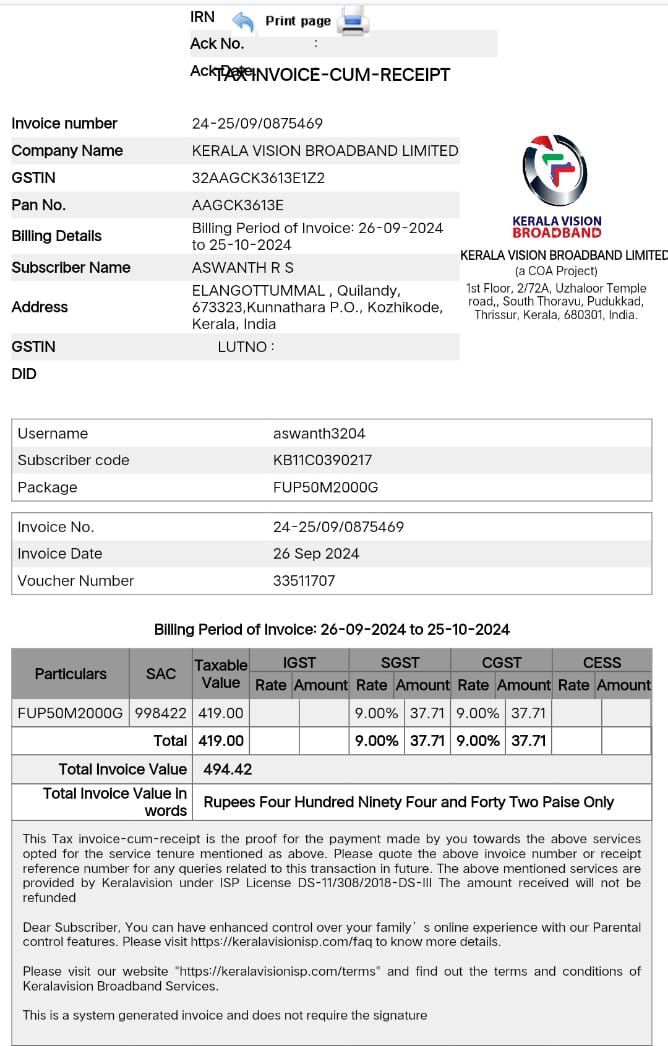 IRN
Print page
Ack No. :
Ack Date
TAX INVOICE-CUM-RECEIPT
Invoice number 24-25/09/0875469
Company Name KERALA VISION BROADBAND LIMITED
GSTIN 32AAGCK3613E1Z2
Pan No. AAGCK3613E
Billing Details Billing Period of Invoice: 26-09-2024
to 25-10-2024
Subscriber Name ASWANTH R S
Address ELANGOTTUMMAL , Quilandy,
673323,Kunnathara P.O., Kozhikode,
Kerala, India
GSTIN LUTNO :
DID
KERALA VISION
BROADBAND
KERALA VISION BROADBAND LIMITED
(a COA Project)
1st Floor, 2/72A, Uzhaloor Temple
road,, South Thoravu, Pudukkad,
Thrissur, Kerala, 680301, India.
Username aswanth3204
Subscriber code KB11C0390217
Package FUP50M2000G
Invoice No. 24-25/09/0875469
Invoice Date 26 Sep 2024
Voucher Number 33511707
Billing Period of Invoice: 26-09-2024 to 25-10-2024
Particulars SAC Taxable Value IGST SGST CGST CESS
Rate Amount Rate Amount Rate Amount Rate Amount
FUP50M2000G 998422 419.00 9.00% 37.71 9.00% 37.71
Total 419.00 9.00% 37.71 9.00% 37.71
Total Invoice Value 494.42
Total Invoice Value in
words Rupees Four Hundred Ninety Four and Forty Two Paise Only
This Tax invoice-cum-receipt is the proof for the payment made by you towards the above services
opted for the service tenure mentioned as above. Please quote the above invoice number or receipt
reference number for any queries related to this transaction in future. The above mentioned services are
provided by Keralavision under ISP License DS-11/308/2018-DS-III The amount received will not be
refunded
Dear Subscriber, You can have enhanced control over your family's online experience with our Parental
control features. Please visit https://keralavisionisp.com/faq to know more details.
Please visit our website "https://keralavisionisp.com/terms" and find out the terms and conditions of
Keralavision Broadband Services.
This is a system generated invoice and does not require the signature